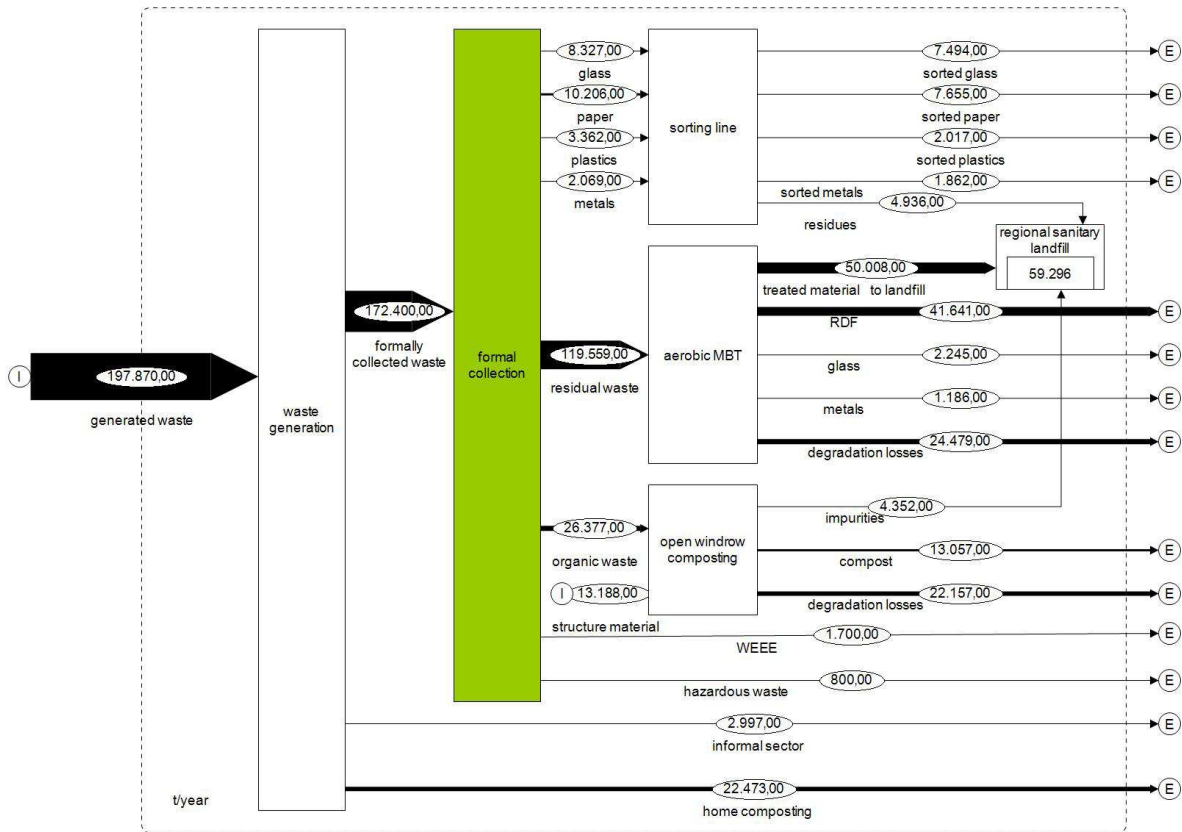 8.327,00
glass
10.206,00
paper
3.362,00
plastics
2.069,00
metals
sorting line
7.494,00
sorted glass
E
7.655,00
sorted paper
E
2.017,00
sorted plastics
E
1.862,00
sorted metals
E
4.936,00
residues
regional sanitary
landfill
59.296
50.008,00
treated material to landfill
172.400,00
formally
collected waste
formal
collection
119.559,00
residual waste
aerobic MBT
41.641,00
RDF
E
2.245,00
glass
E
1.186,00
metals
E
24.479,00
degradation losses
E
I
197.870,00
generated waste
waste
generation
26.377,00
organic waste
I
13.188,00
structure material
open windrow
composting
4.352,00
impurities
13.057,00
compost
E
22.157,00
degradation losses
E
1.700,00
WEEE
E
800,00
hazardous waste
E
2.997,00
informal sector
E
22.473,00
home composting
E
t/year